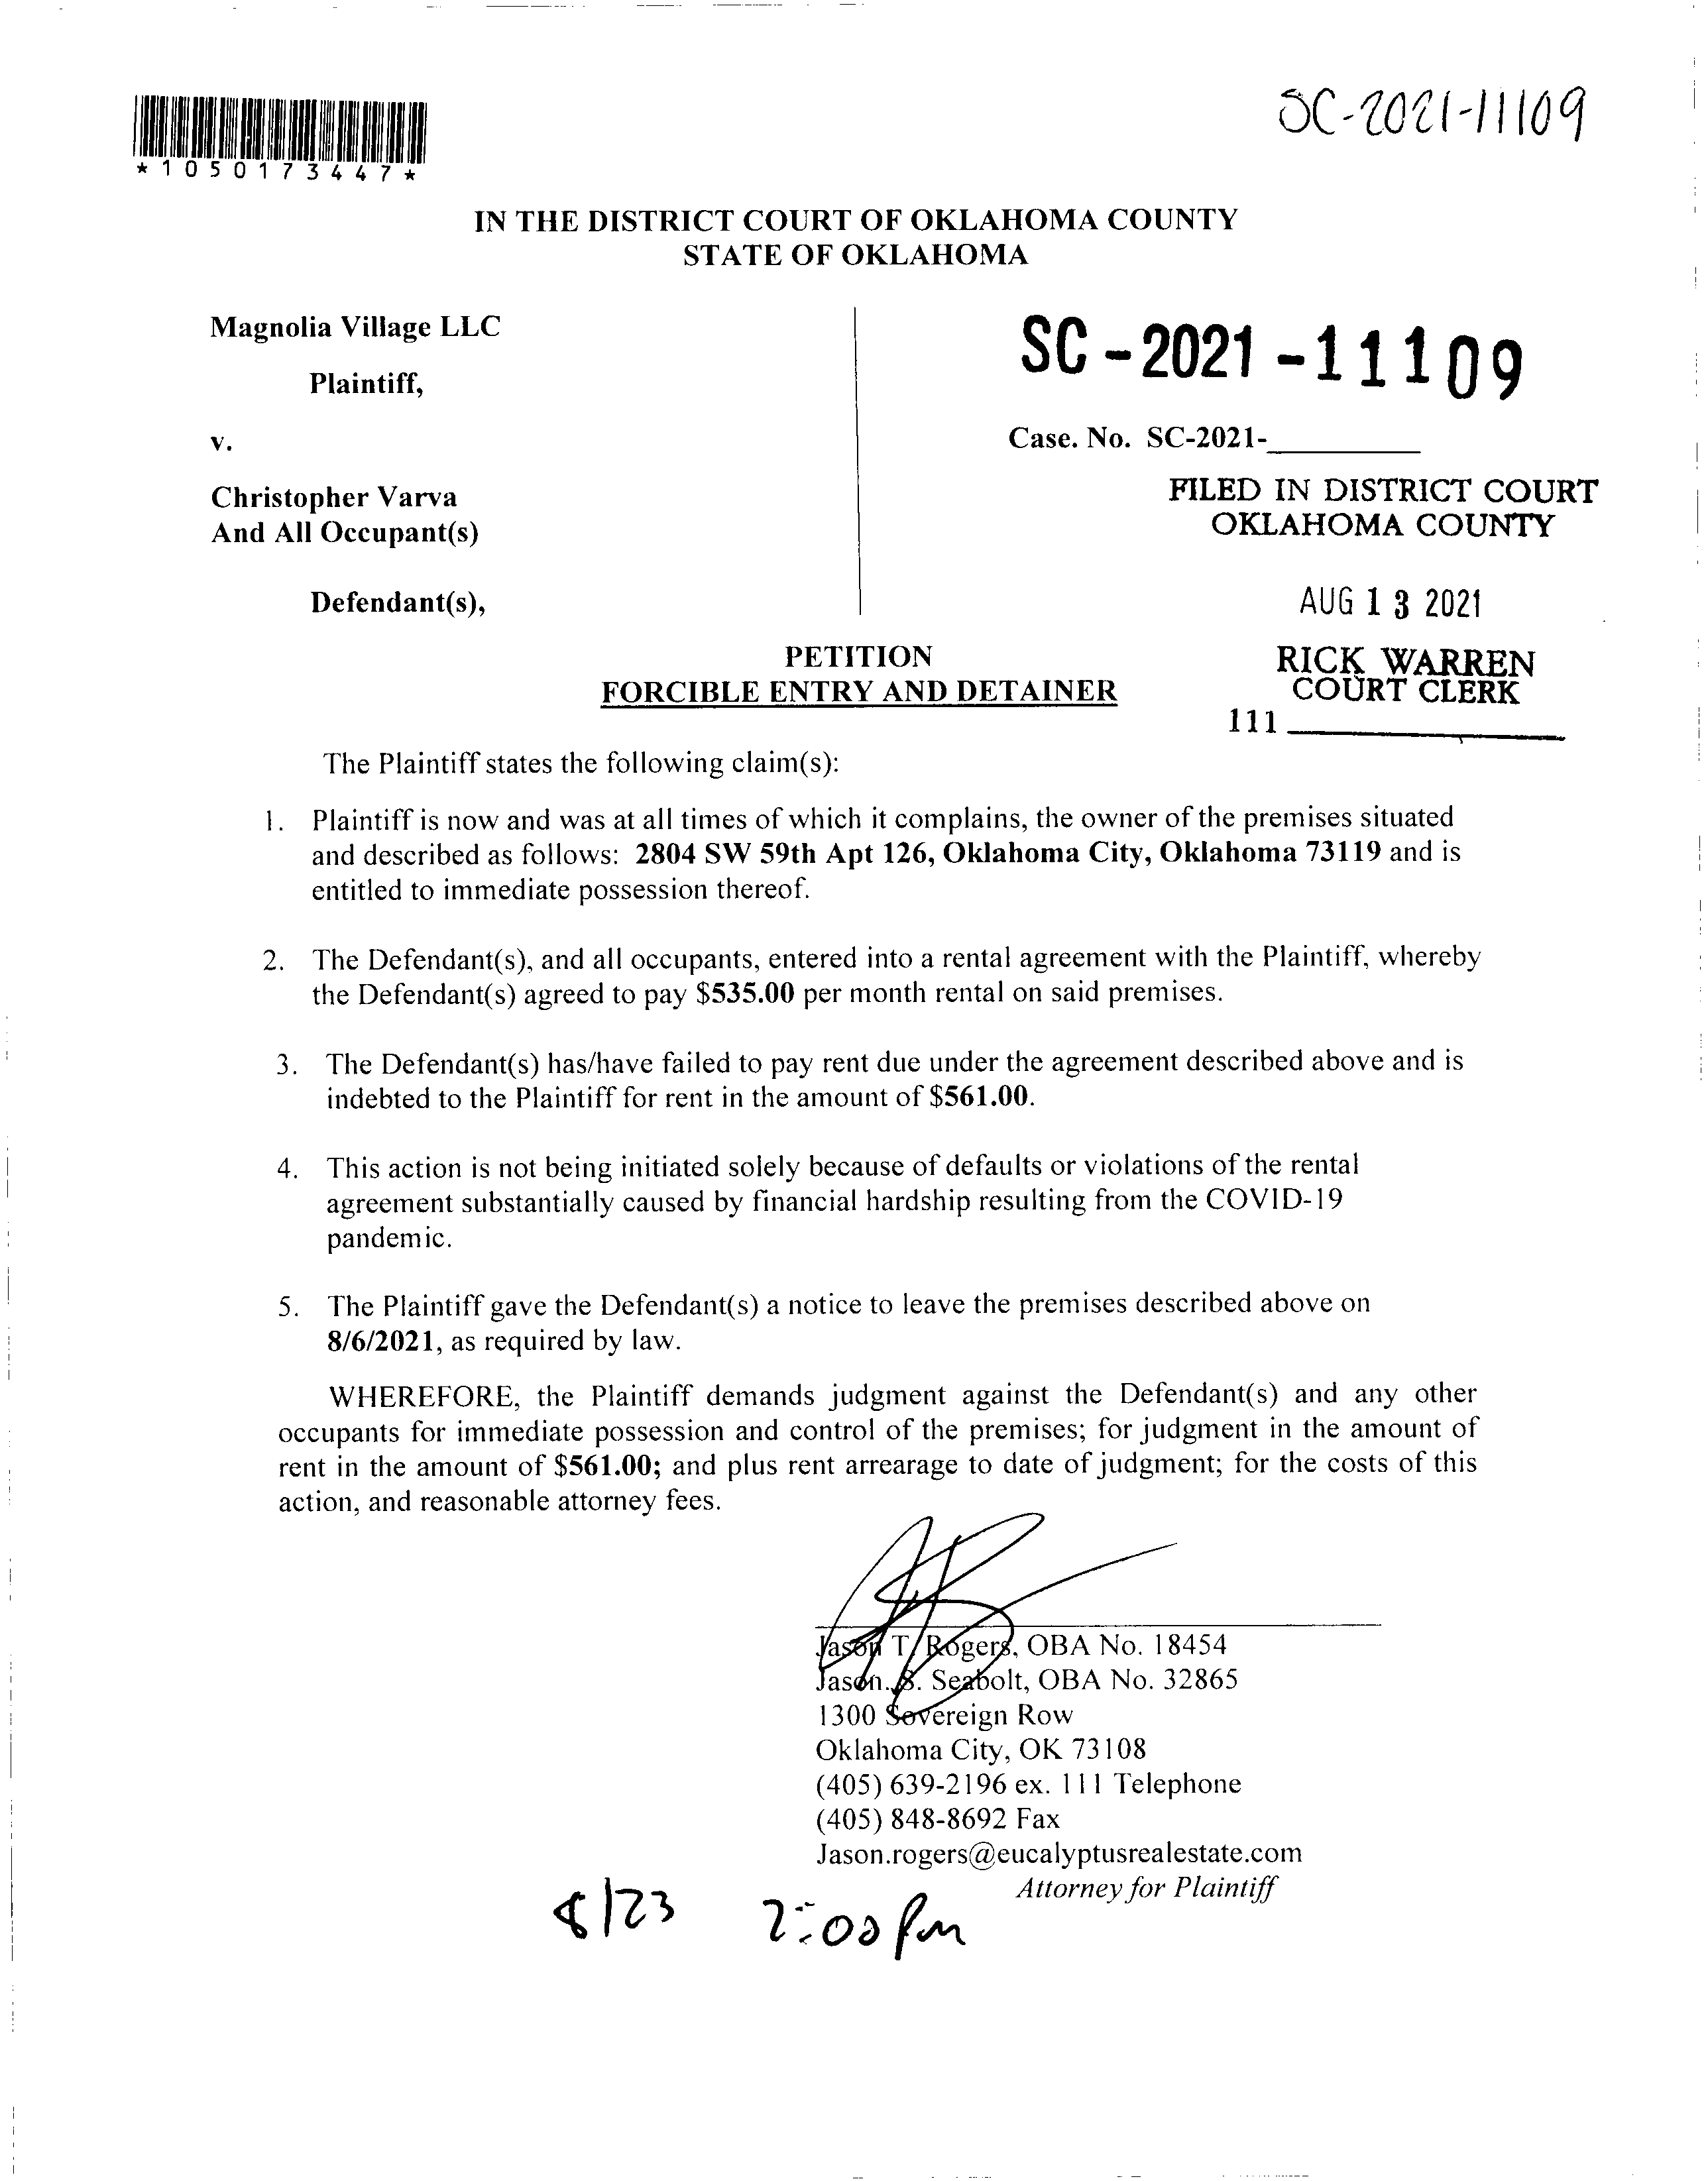 SC-2021-11109
*1050173447*
IN THE DISTRICT COURT OF OKLAHOMA COUNTY
STATE OF OKLAHOMA
Magnolia Village LLC
Plaintiff,
v.
Christopher Varva
And All Occupant(s)
Defendant(s),
SC-2021-11109
Case. No. SC-2021-__________
FILED IN DISTRICT COURT
OKLAHOMA COUNTY
AUG 13 2021
RICK WARREN
COURT CLERK
111 __________
PETITION
FORCIBLE ENTRY AND DETAINER
The Plaintiff states the following claim(s):
1. Plaintiff is now and was at all times of which it complains, the owner of the premises situated
and described as follows: 2804 SW 59th Apt 126, Oklahoma City, Oklahoma 73119 and is
entitled to immediate possession thereof.
2. The Defendant(s), and all occupants, entered into a rental agreement with the Plaintiff, whereby
the Defendant(s) agreed to pay $535.00 per month rental on said premises.
3. The Defendant(s) has/have failed to pay rent due under the agreement described above and is
indebted to the Plaintiff for rent in the amount of $561.00.
4. This action is not being initiated solely because of defaults or violations of the rental
agreement substantially caused by financial hardship resulting from the COVID-19
pandemic.
5. The Plaintiff gave the Defendant(s) a notice to leave the premises described above on
8/6/2021, as required by law.
WHEREFORE, the Plaintiff demands judgment against the Defendant(s) and any other
occupants for immediate possession and control of the premises; for judgment in the amount of
rent in the amount of $561.00; and plus rent arrearage to date of judgment; for the costs of this
action, and reasonable attorney fees.
Jason T. Rogers, OBA No. 18454
Jason. Seabolt, OBA No. 32865
1300 Sovereign Row
Oklahoma City, OK 73108
(405) 639-2196 ex. 111 Telephone
(405) 848-8692 Fax
Jason.rogers@eucalyptusrealestate.com
Attorney for Plaintiff
8/23 2:00 pm